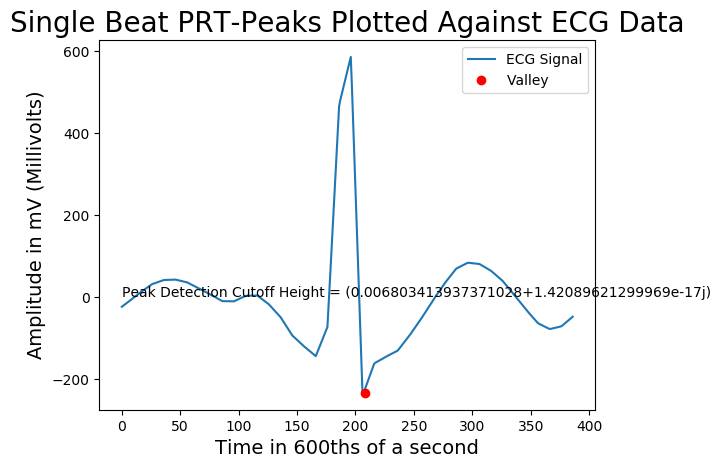 Single Beat PRT-Peaks Plotted Against ECG Data
Amplitude in mV (Millivolts)
600
400
200
0
−200
ECG Signal
Valley
Peak Detection Cutoff Height = (0.006803413937371028+1.42089621299969e-17j)
0 50 100 150 200 250 300 350 400
Time in 600ths of a second